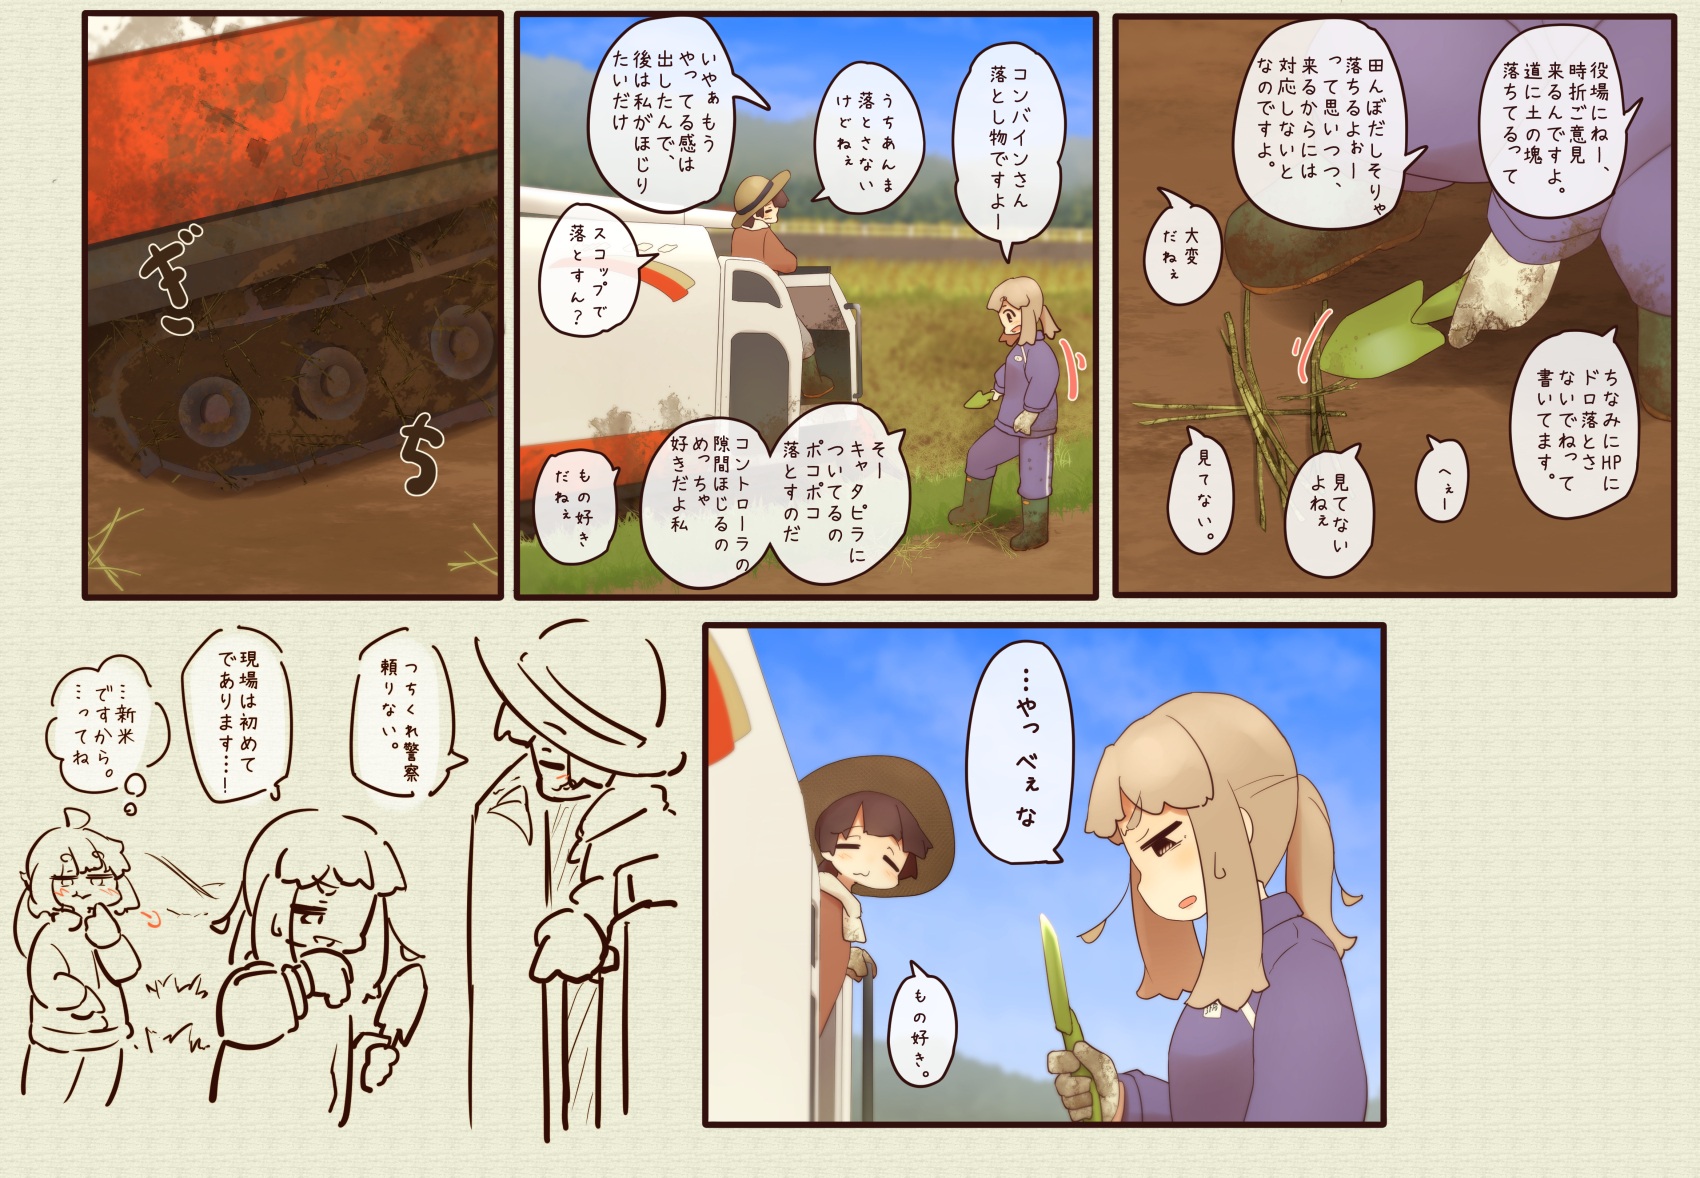 役場にねー、
時折ご意見
来るんですよ。
道に土の塊
落ちてるって
田んぼだしそりゃ
落ちるよぉー
って思いつつ、
来るからには
対応しないと
なのですよ。
大変
だねぇ
ちなみにHPに
ドロ落とさ
ないでねって
書いてます。
へぇー
見てない
よねぇ
見てない。
コンバインさん
落とし物ですよー
うちあんま
落とさない
けどねぇ
いやぁもう
やってる感は
出したんで、
後は私がほじり
たいだけ
スコップで
落とすん?
そー
キャタピラに
ついてるの
ポコポコ
落とすのだ
コントローラの
隙間ほじるの
めっちゃ
好きだよ私
もの好き
だねぇ
ぎっ
ち
…やっべぇな
もの好き。
つちくれ警察
頼りない。
現場は初めて
であります…!
…新米
ですから。
…ってね